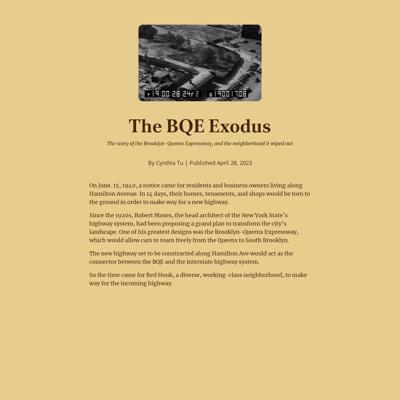 The BQE Exodus
The story of the Brooklyn-Queens Expressway, and the neighborhood it wiped out
By Cynthia Tu | Published April 28, 2023
On June. 15, 1940, a notice came for residents and business owners living along
Hamilton Avenue. In 14 days, their homes, tenaments, and shops would be torn to
the ground in order to make way for a new highway.
Since the 1920s, Robert Moses, the head architect of the New York State's
highway system, had been proposing a grand plan to transform the city's
landscape. One of his greatest designs was the Brooklyn-Queens Expressway,
which would allow cars to roam freely from the Queens to South Brooklyn.
The new highway set to be constructed along Hamilton Ave would act as the
connector between the BQE and the interstate highway system.
So the time came for Red Hook, a diverse, working-class neighborhood, to make
way for the incoming highway.